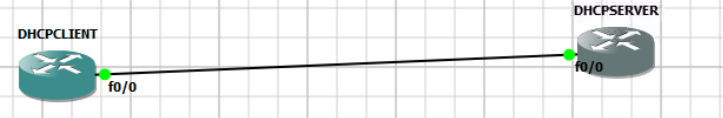 DHCPSERVER
DHCPCLIENT
f0/0
f0/0